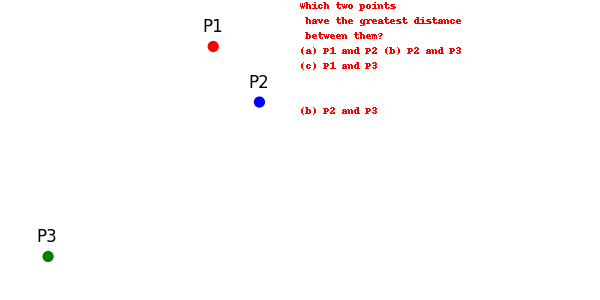 Which two points
have the greatest distance
between them?
(a) P1 and P2 (b) P2 and P3
(c) P1 and P3
(b) P2 and P3
P1
P2
P3